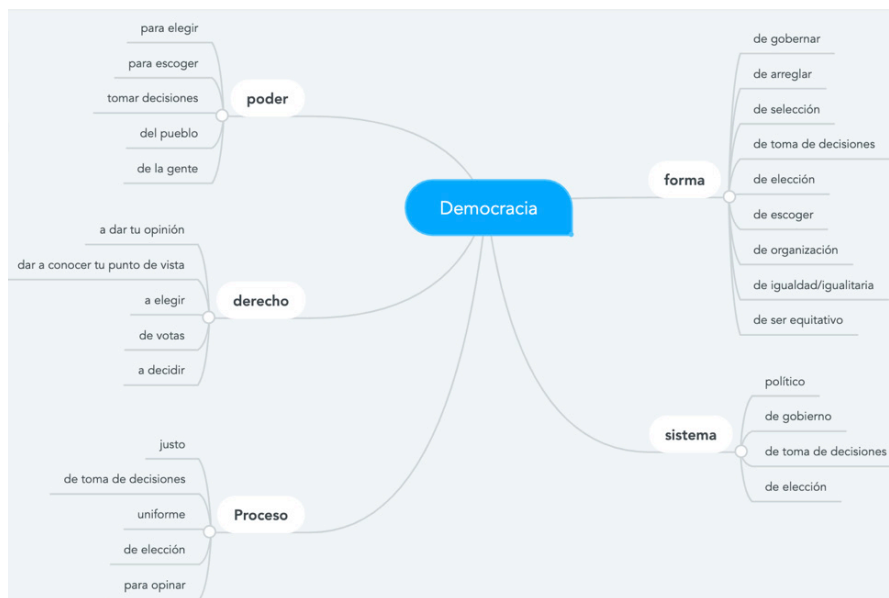 Democracia
poder
para elegir
para escoger
tomar decisiones
del pueblo
de la gente
derecho
a dar tu opinión
dar a conocer tu punto de vista
a elegir
de votas
a decidir
Proceso
justo
de toma de decisiones
uniforme
de elección
para opinar
forma
de gobernar
de arreglar
de selección
de toma de decisiones
de elección
de escoger
de organización
de igualdad/igualitaria
de ser equitativo
sistema
político
de gobierno
de toma de decisiones
de elección